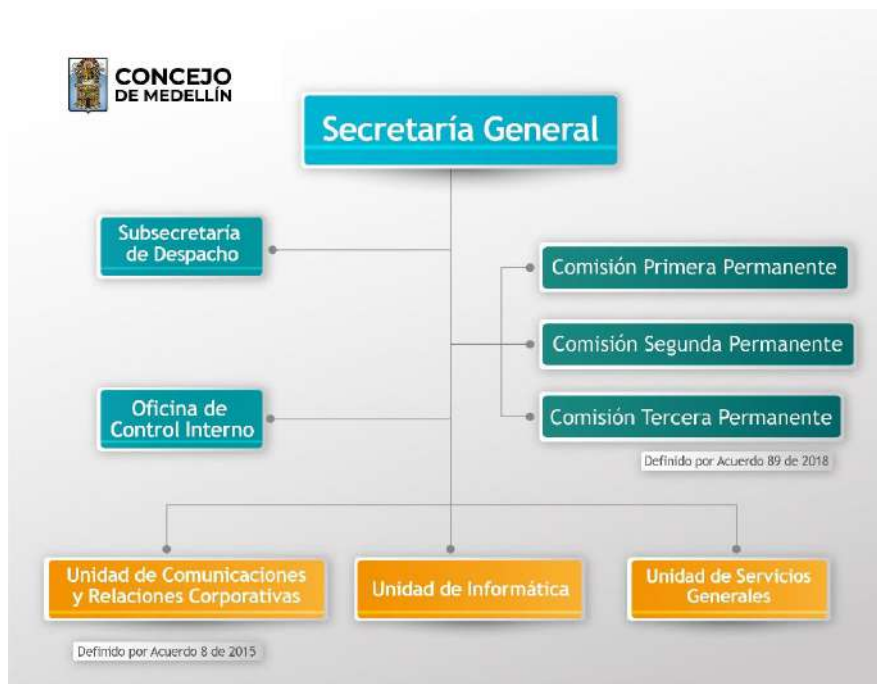 CONCEJO
DE MEDELLÍN
Secretaría General
Subsecretaría
de Despacho
Comisión Primera Permanente
Comisión Segunda Permanente
Oficina de
Control Interno
Comisión Tercera Permanente
Definido por Acuerdo 89 de 2018
Unidad de Comunicaciones
y Relaciones Corporativas
Unidad de Informática
Unidad de Servicios
Generales
Definido por Acuerdo 8 de 2015